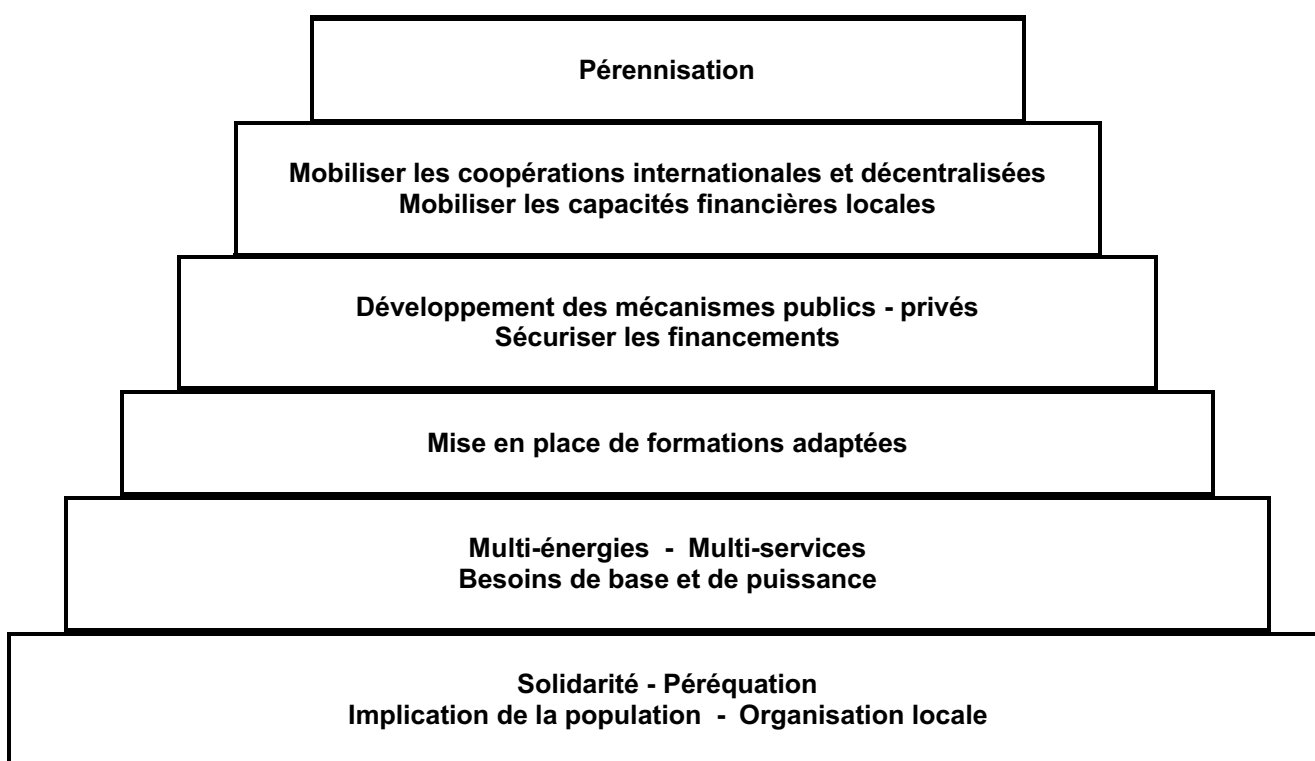 Pérennisation
Mobiliser les coopérations internationales et décentralisées
Mobiliser les capacités financières locales
Développement des mécanismes publics - privés
Sécuriser les financements
Mise en place de formations adaptées
Multi-énergies - Multi-services
Besoins de base et de puissance
Solidarité - Péréquation
Implication de la population - Organisation locale